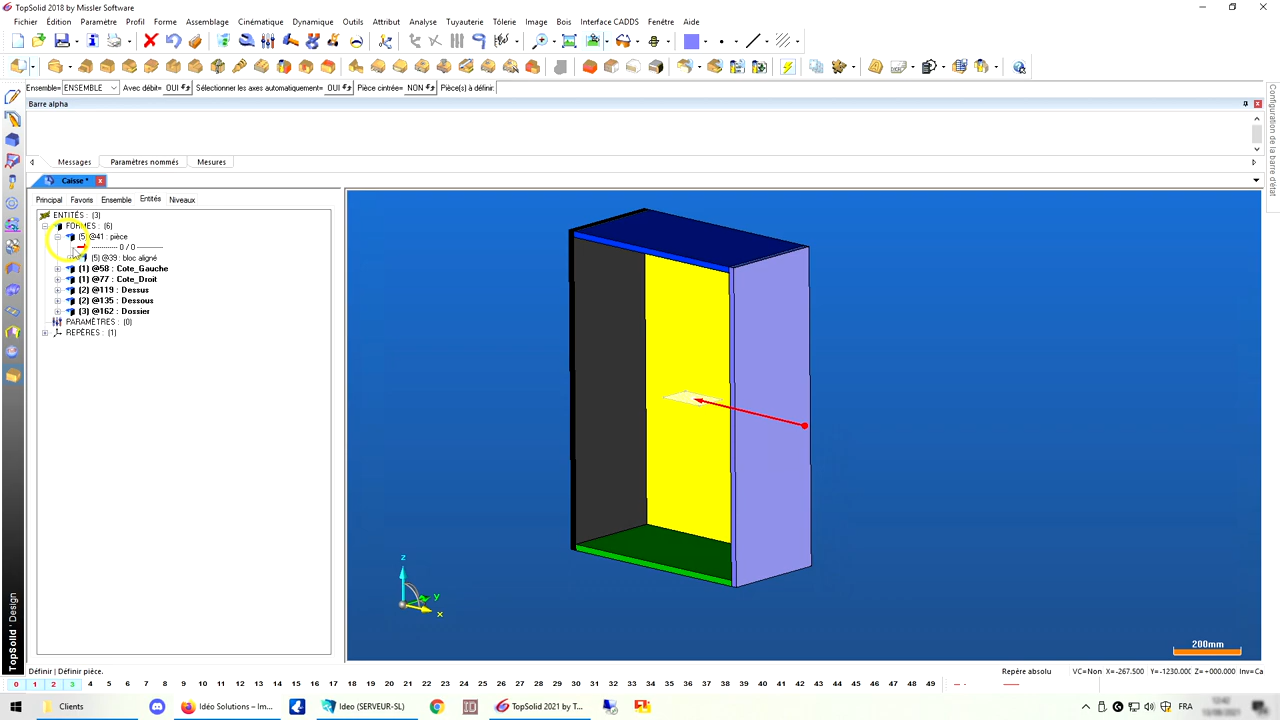 TopSolid 2018 by Missler Software
Fichier Édition Paramètre Profil Forme Assemblage Cinématique Dynamique Outils Attribut Analyse Tuyauterie Tôlerie Image Bois Interface CADDS Fenêtre Aide
Ensemble= ENSEMBLE Avec débit= OUI Sélectionner les axes automatiquement= OUI Pièce cintrée= NON Pièce(s) à définir:
Barre alpha
Messages Paramètres nommés Mesures
Configuration de la barre d'état
Caisse *
Principal Favoris Ensemble Entités Niveaux
ENTITÉS : (3)
FORMES : (6)
(5) @41 : pièce
------------ 0 / 0 ------------
(5) @39 : bloc aligné
(1) @58 : Cote_Gauche
(1) @77 : Cote_Droit
(2) @119 : Dessus
(2) @135 : Dessous
(3) @162 : Dossier
PARAMÈTRES : (0)
REPÈRES : (1)
z
y
x
200mm
TopSolid ' Design
Définir | Définir pièce. Repère absolu VC=Non X=-267.500 Y=-1230.000 Z=+000.000 Inv=Ca
0 1 2 3 4 5 6 7 8 9 10 11 12 13 14 15 16 17 18 19 20 21 22 23 24 25 26 27 28 29 30 31 32 33 34 35 36 37 38 39 40 41 42 43 44 45 46 47 48 49
Clients Idéo Solutions – Im... Ideo (SERVEUR-SL) ID TopSolid 2021 by T... FRA